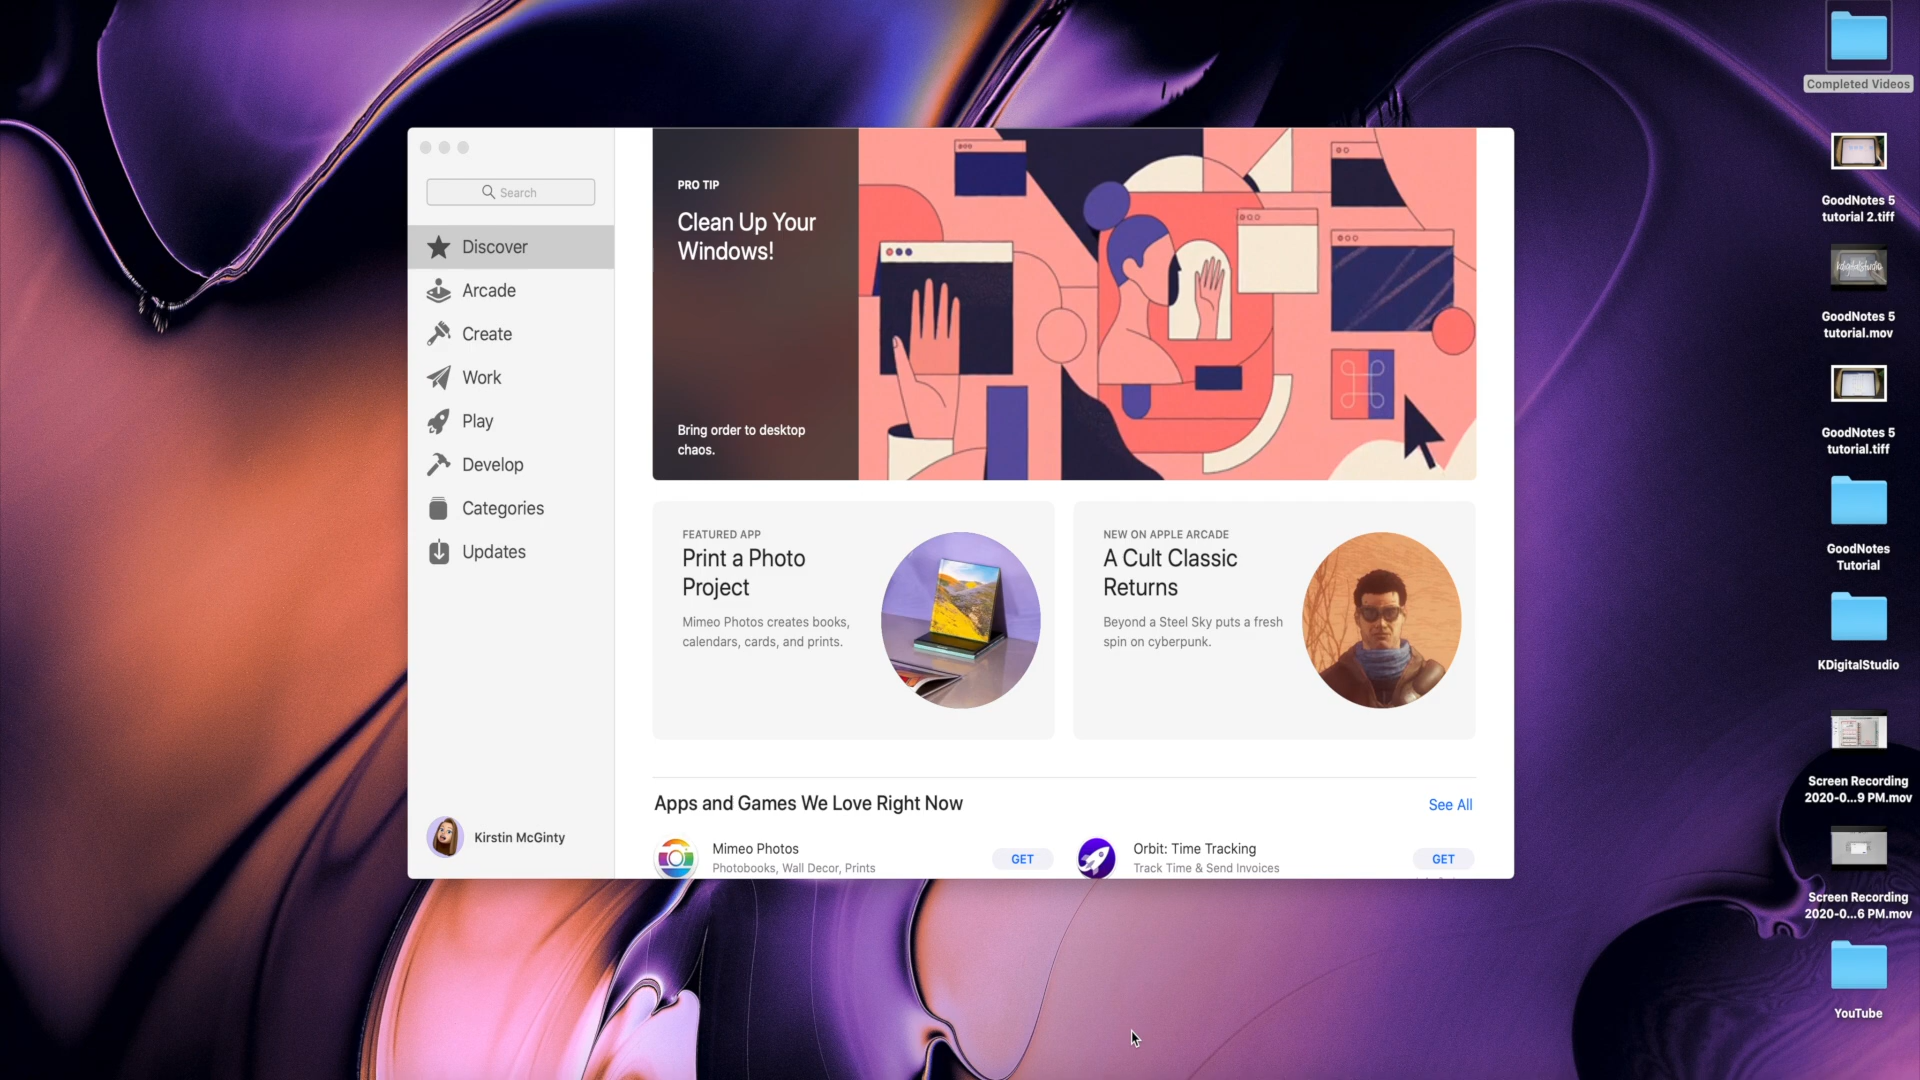 Search
Discover
Arcade
Create
Work
Play
Develop
Categories
Updates
Kirstin McGinty
PRO TIP
Clean Up Your
Windows!
Bring order to desktop
chaos.
FEATURED APP
Print a Photo
Project
Mimeo Photos creates books,
calendars, cards, and prints.
NEW ON APPLE ARCADE
A Cult Classic
Returns
Beyond a Steel Sky puts a fresh
spin on cyberpunk.
Apps and Games We Love Right Now
See All
Mimeo Photos
Photobooks, Wall Decor, Prints
GET
Orbit: Time Tracking
Track Time & Send Invoices
GET
Completed Videos
GoodNotes 5
tutorial 2.tiff
kdigitalstudio
GoodNotes 5
tutorial.mov
GoodNotes 5
tutorial.tiff
GoodNotes
Tutorial
KDigitalStudio
Screen Recording
2020-0...9 PM.mov
Screen Recording
2020-0...6 PM.mov
YouTube